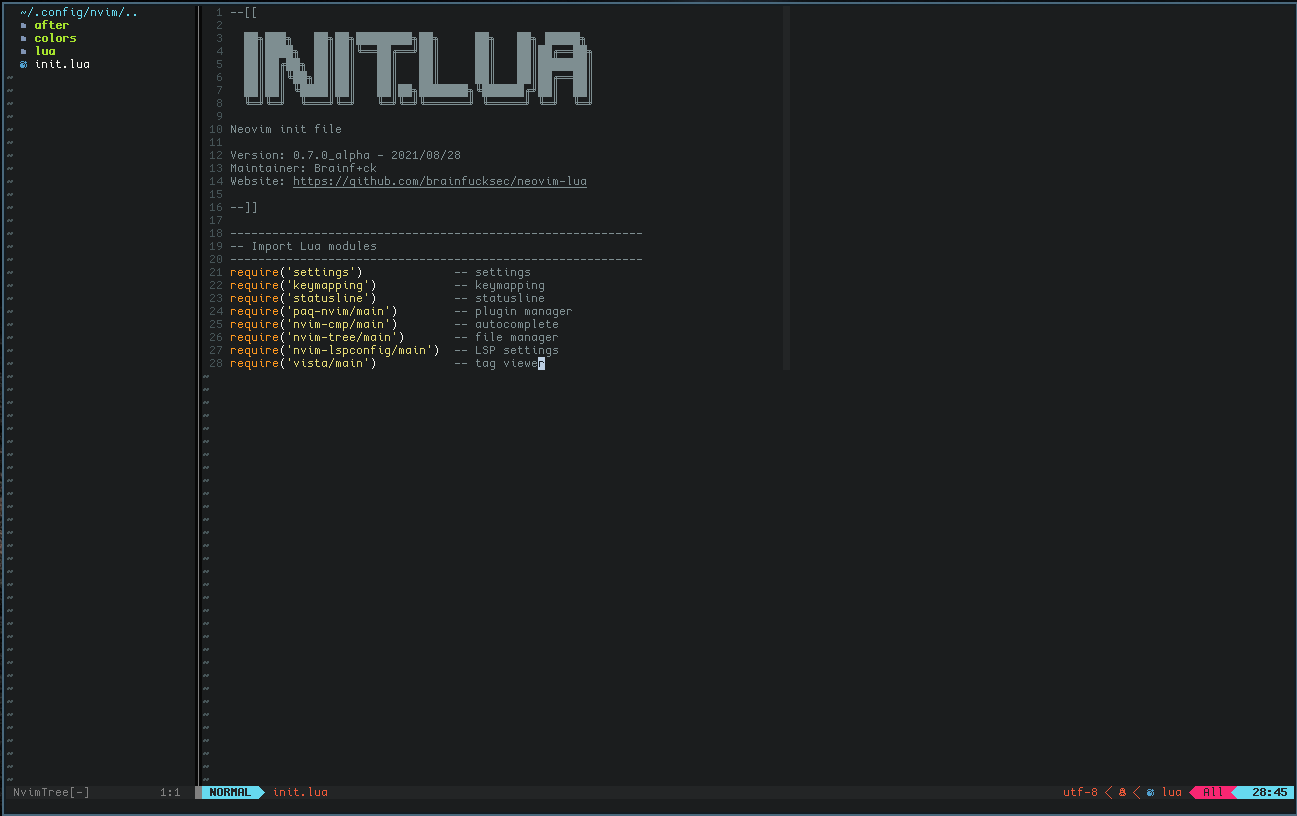 ~/.config/nvim/..
after
colors
lua
init.lua
1 --[[
2
3
4
5
6
7
8
INIT.LUA
9
10 Neovim init file
11
12 Version: 0.7.0_alpha - 2021/08/28
13 Maintainer: Brainf+ck
14 Website: https://github.com/brainfucksec/neovim-lua
15
16 --]]
17
18 -----------------------------------------------------------
19 -- Import Lua modules
20 -----------------------------------------------------------
21 require('settings')             -- settings
22 require('keymapping')           -- keymapping
23 require('statusline')           -- statusline
24 require('paq-nvim/main')        -- plugin manager
25 require('nvim-cmp/main')        -- autocomplete
26 require('nvim-tree/main')       -- file manager
27 require('nvim-lspconfig/main')  -- LSP settings
28 require('vista/main')           -- tag viewer
NvimTree[-] 1:1 NORMAL init.lua utf-8 lua All 28:45